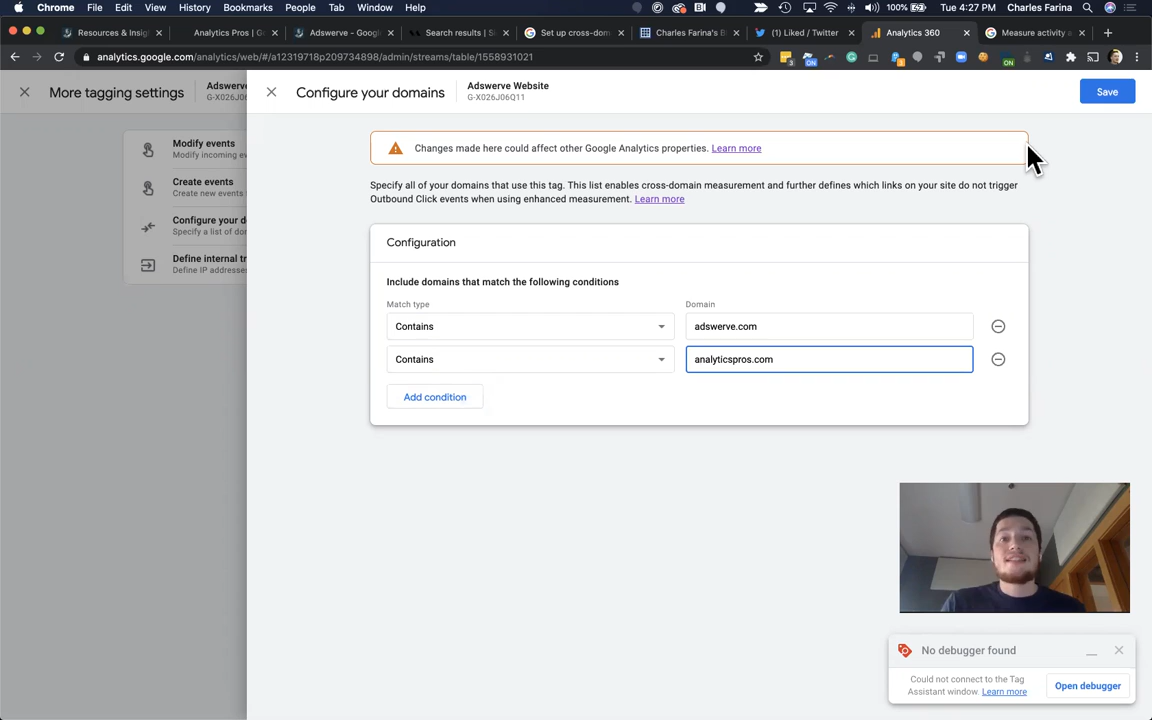 Chrome File Edit View History Bookmarks People Tab Window Help 100% Tue 4:27 PM Charles Farina
Resources & Insigh Analytics Pros | G Adswerve - Google Search results | S Set up cross-dom Charles Farina's B (1) Liked / Twitter Analytics 360 Measure activity a
analytics.google.com/analytics/web/#/a12319718p209734898/admin/streams/table/1558931021
More tagging settings
Adswerve
G-X026J06
Configure your domains
Adswerve Website
G-X026J06Q11
Save
Modify events
Modify incoming ev
Create events
Create new events
Configure your d
Specify a list of dor
Define internal tr
Define IP addresses
Changes made here could affect other Google Analytics properties. Learn more
Specify all of your domains that use this tag. This list enables cross-domain measurement and further defines which links on your site do not trigger
Outbound Click events when using enhanced measurement. Learn more
Configuration
Include domains that match the following conditions
Match type Domain
Contains adswerve.com
Contains analyticspros.com
Add condition
No debugger found
Could not connect to the Tag
Assistant window. Learn more
Open debugger